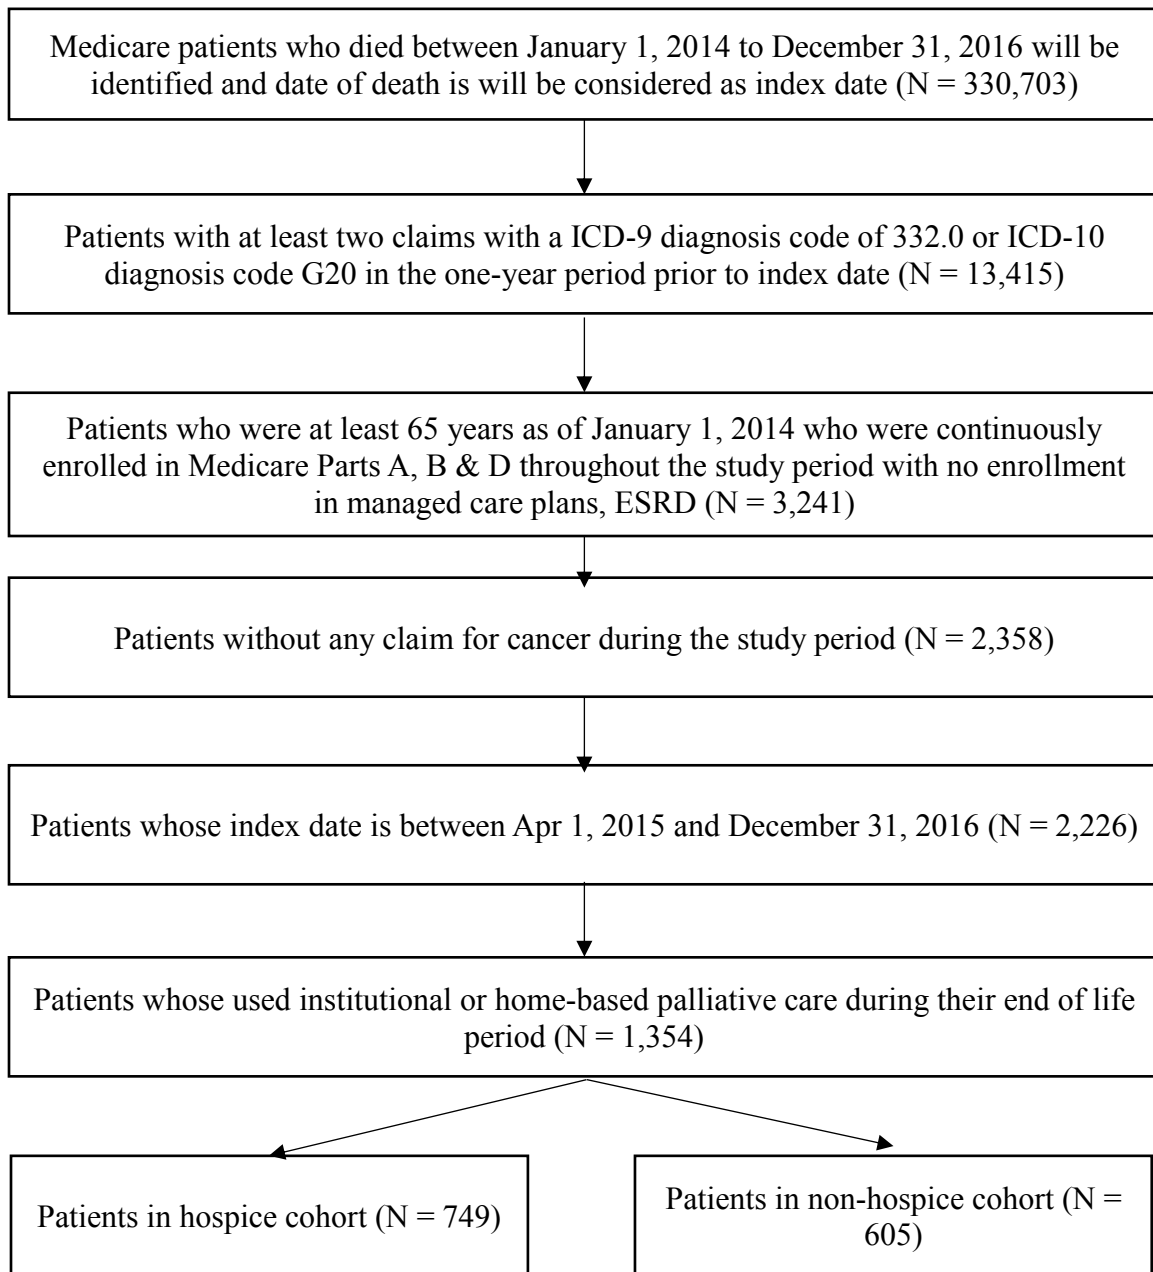 Medicare patients who died between January 1, 2014 to December 31, 2016 will be
identified and date of death is will be considered as index date (N = 330,703)
Patients with at least two claims with a ICD-9 diagnosis code of 332.0 or ICD-10
diagnosis code G20 in the one-year period prior to index date (N = 13,415)
Patients who were at least 65 years as of January 1, 2014 who were continuously
enrolled in Medicare Parts A, B & D throughout the study period with no enrollment
in managed care plans, ESRD (N = 3,241)
Patients without any claim for cancer during the study period (N = 2,358)
Patients whose index date is between Apr 1, 2015 and December 31, 2016 (N = 2,226)
Patients whose used institutional or home-based palliative care during their end of life
period (N = 1,354)
Patients in hospice cohort (N = 749)
Patients in non-hospice cohort (N =
605)